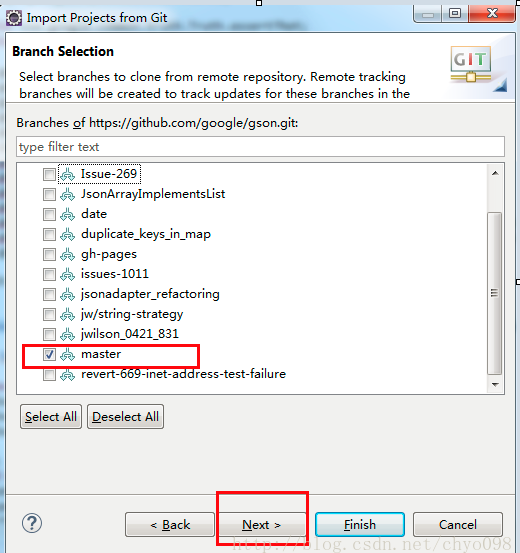 Import Projects from Git
Branch Selection
GIT
Select branches to clone from remote repository. Remote tracking
branches will be created to track updates for these branches in the
Branches of https://github.com/google/gson.git:
type filter text
Issue-269
JsonArrayImplementsList
date
duplicate_keys_in_map
gh-pages
issues-1011
jsonadapter_refactoring
jw/string-strategy
jwilson_0421_831
master
revert-669-inet-address-test-failure
Select All Deselect All
? < Back Next > Finish Cancel
http://blog.csdn.net/chyo098